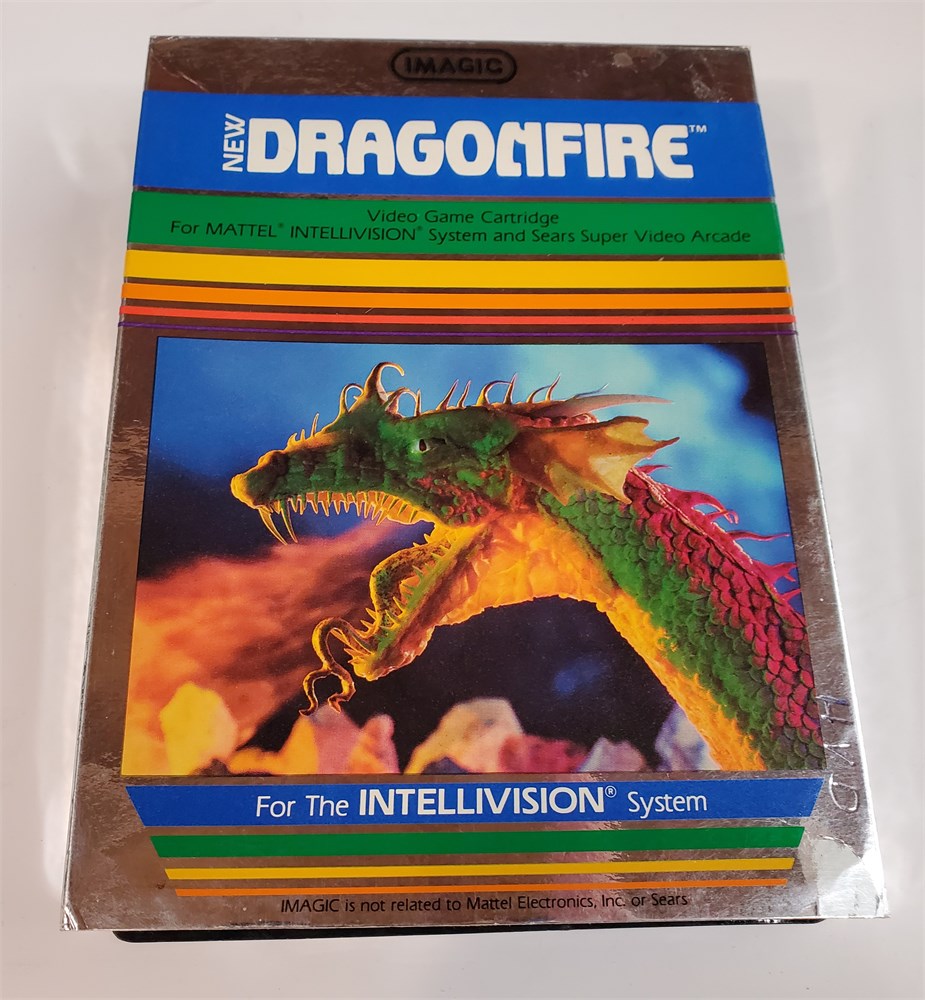 IMAGIC
NEW DRAGONFIRE™
Video Game Cartridge
For MATTEL® INTELLIVISION® System and Sears Super Video Arcade
For The INTELLIVISION® System
IMAGIC is not related to Mattel Electronics, Inc. or Sears